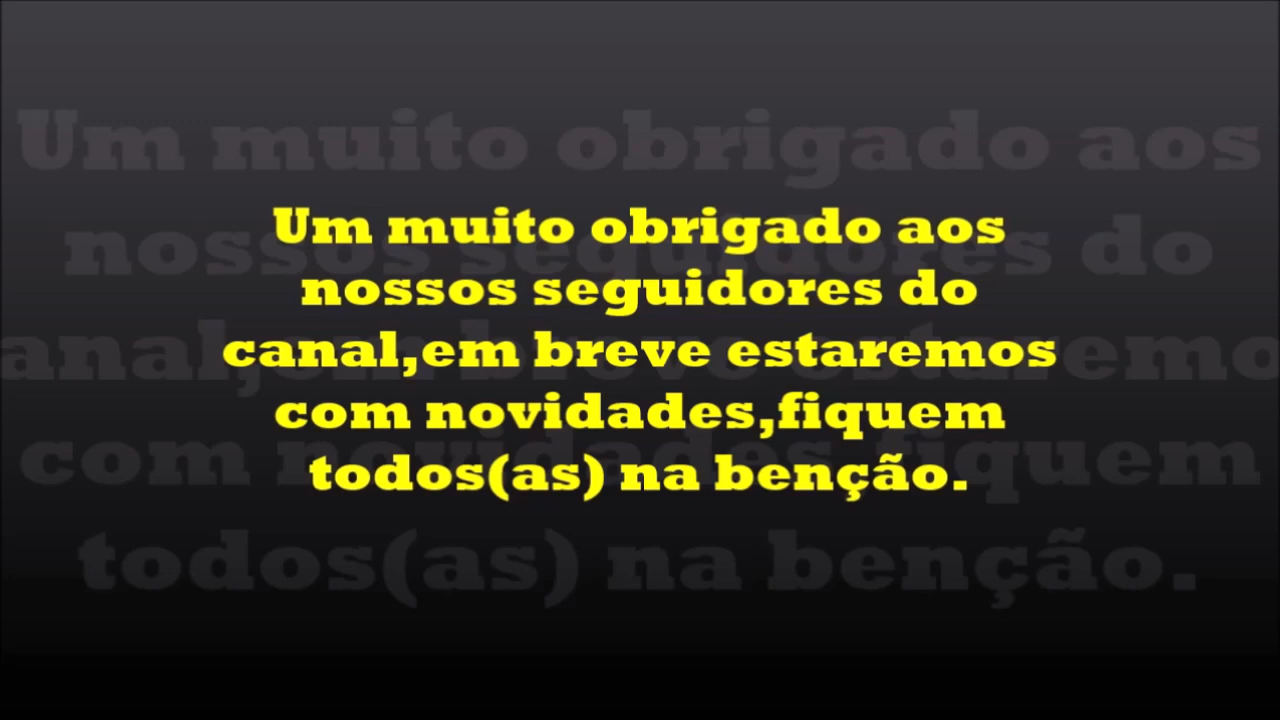 Um muito obrigado aos
nossos seguidores do
canal,em breve estaremos
com novidades,fiquem
todos(as) na benção.